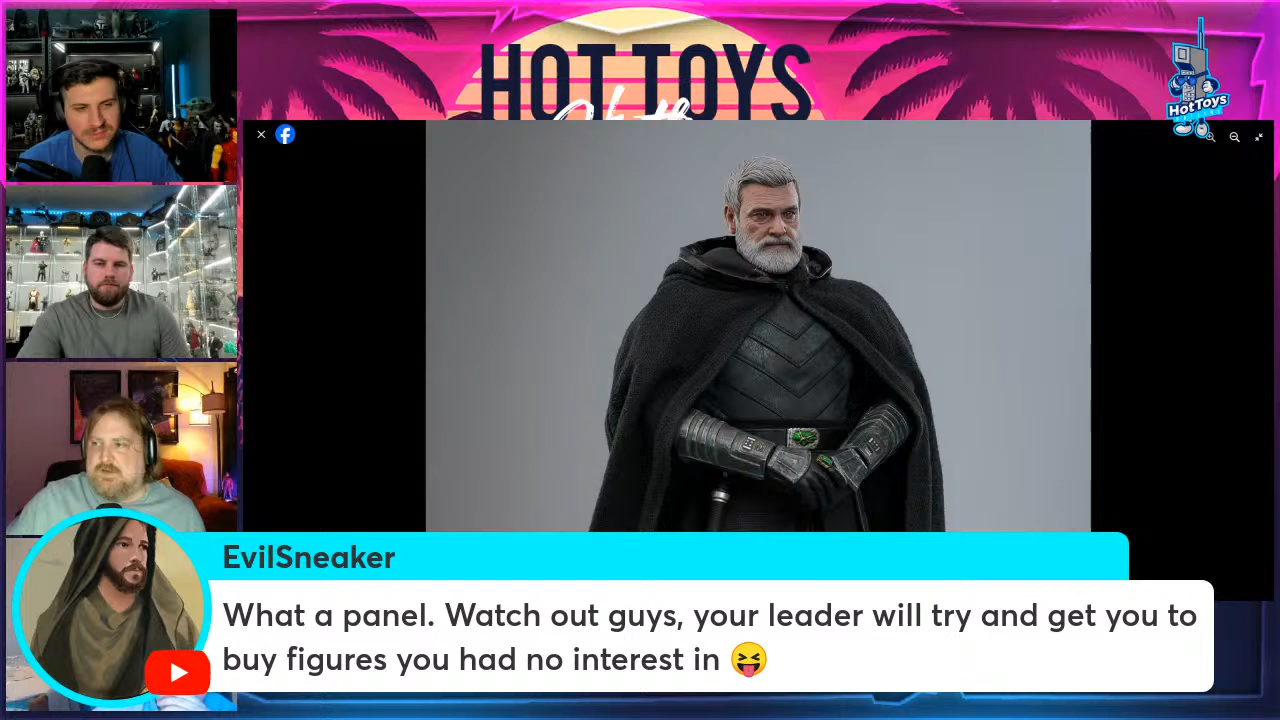 HOT TOYS
HotToys
EvilSneaker
What a panel. Watch out guys, your leader will try and get you to
buy figures you had no interest in 😝